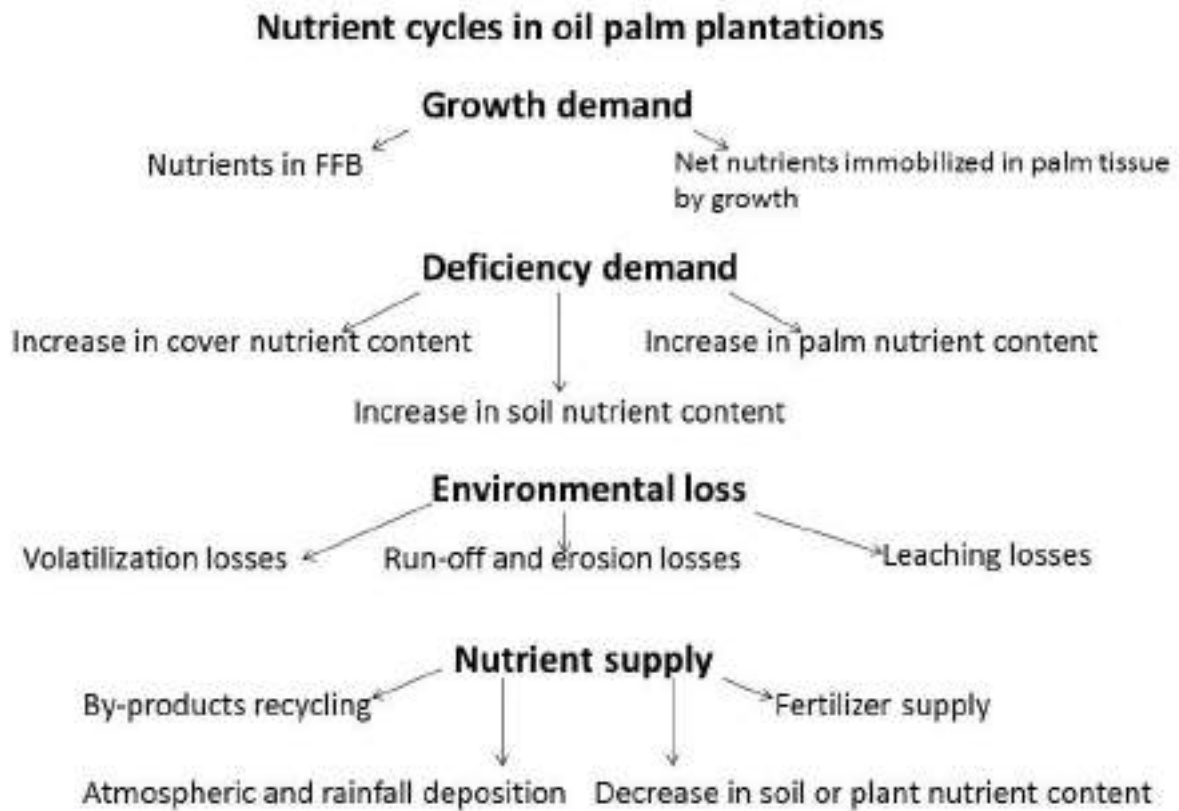 Nutrient cycles in oil palm plantations
Growth demand
Nutrients in FFB
Net nutrients immobilized in palm tissue
by growth
Deficiency demand
Increase in cover nutrient content
Increase in palm nutrient content
Increase in soil nutrient content
Environmental loss
Volatilization losses
Run-off and erosion losses
Leaching losses
Nutrient supply
By-products recycling
Fertilizer supply
Atmospheric and rainfall deposition
Decrease in soil or plant nutrient content